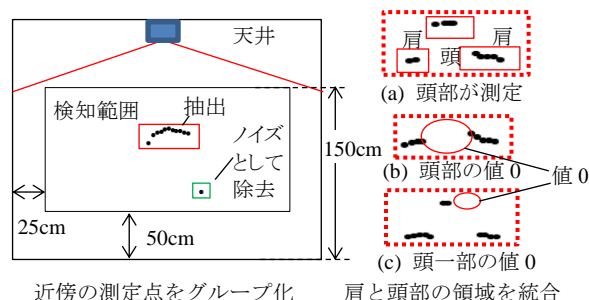 天井
検知範囲
抽出
ノイズ
として
除去
150cm
25cm
50cm
近傍の測定点をグループ化
肩
頭
肩
(a) 頭部が測定
(b) 頭部の値 0
値 0
(c) 頭一部の値 0
肩と頭部の領域を統合